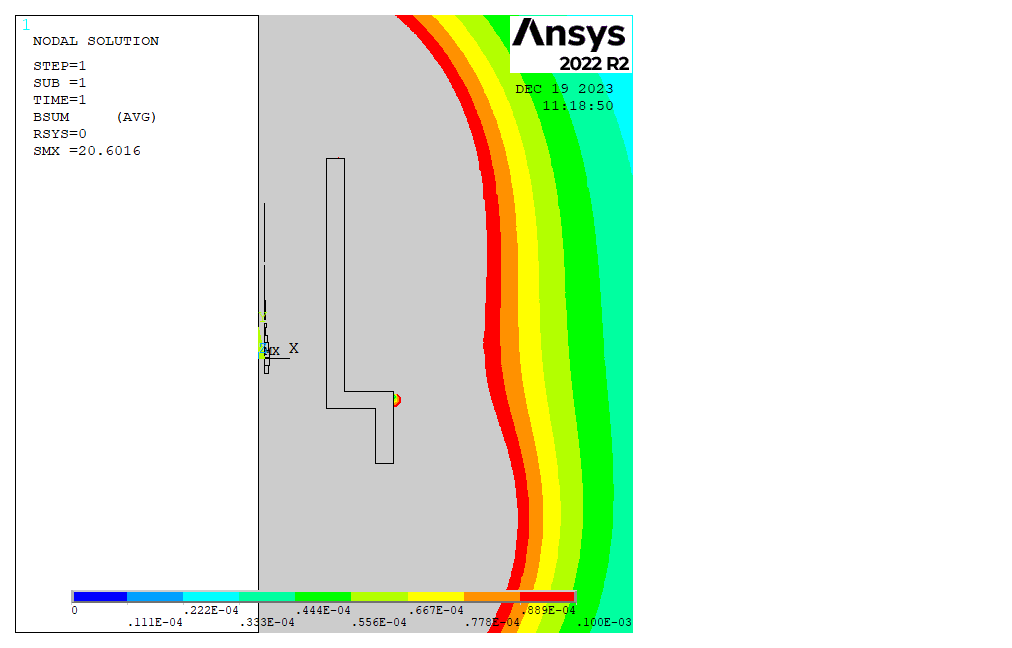 1
NODAL SOLUTION
STEP=1
SUB =1
TIME=1
BSUM (AVG)
RSYS=0
SMX =20.6016
Ansys
2022 R2
DEC 19 2023
11:18:50
Y
MX X
0 .222E-04 .444E-04 .667E-04 .889E-04
.111E-04 .333E-04 .556E-04 .778E-04 .100E-03